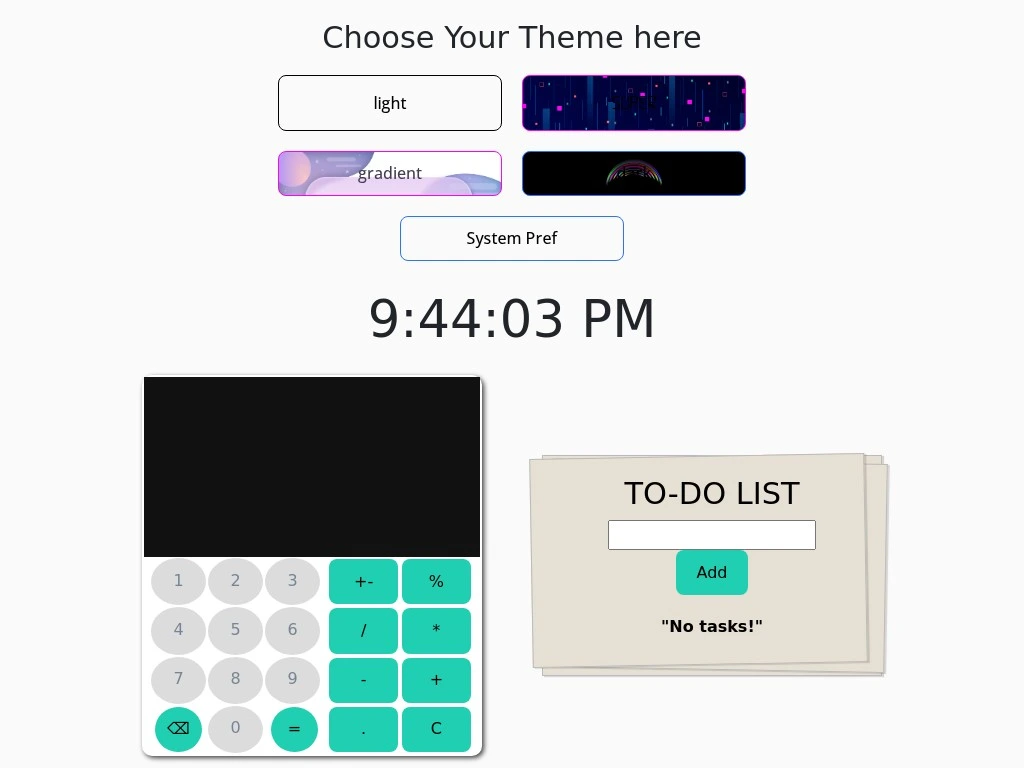 Choose Your Theme here
light
gradient
System Pref
9:44:03 PM
1 2 3 +- %
4 5 6 / *
7 8 9 - +
⌫ 0 = . C
TO-DO LIST
Add
"No tasks!"